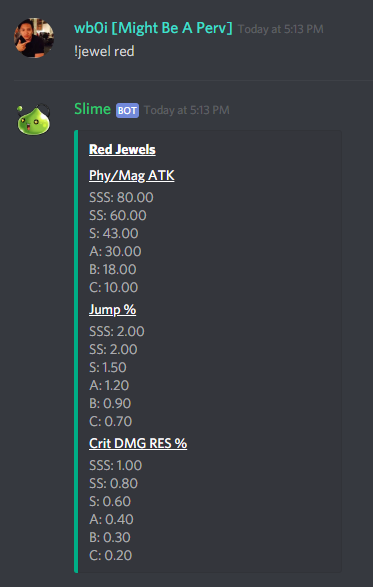 wb0i [Might Be A Perv] Today at 5:13 PM
!jewel red
Slime BOT Today at 5:13 PM
Red Jewels
Phy/Mag ATK
SSS: 80.00
SS: 60.00
S: 43.00
A: 30.00
B: 18.00
C: 10.00
Jump %
SSS: 2.00
SS: 2.00
S: 1.50
A: 1.20
B: 0.90
C: 0.70
Crit DMG RES %
SSS: 1.00
SS: 0.80
S: 0.60
A: 0.40
B: 0.30
C: 0.20